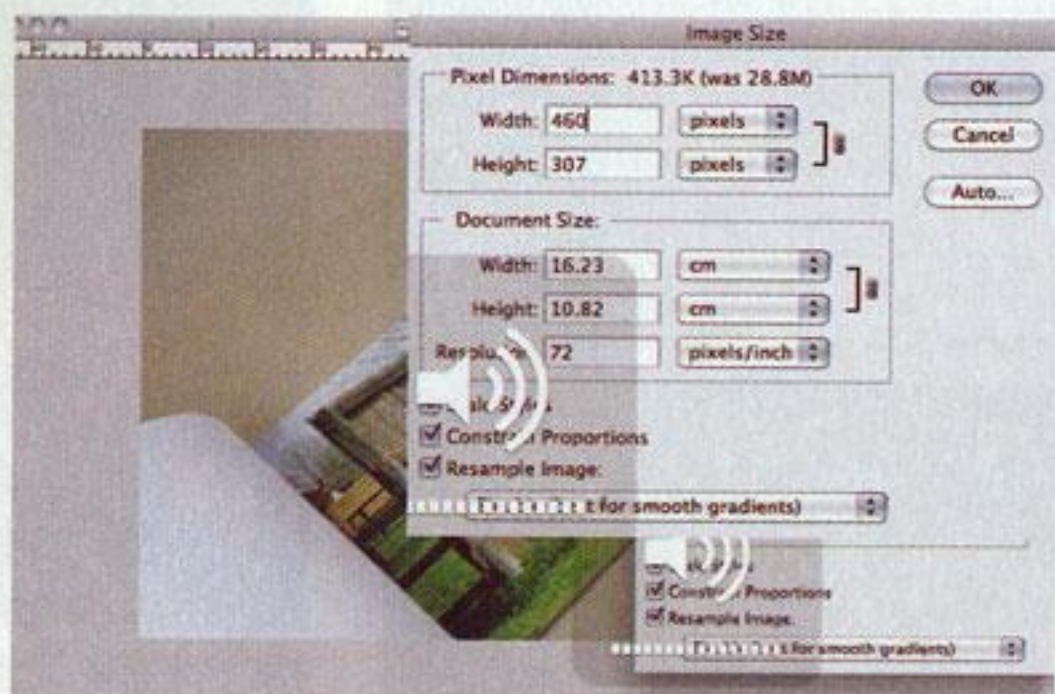 Image Size
Pixel Dimensions: 413.3K (was 28.8M)
Width: 460 pixels
Height: 307 pixels
OK
Cancel
Auto...
Document Size:
Width: 16.23 cm
Height: 10.82 cm
Resolution: 72 pixels/inch
Constrain Proportions
Resample Image:
for smooth gradients)
Constrain Proportions
Resample Image:
for smooth gradients)